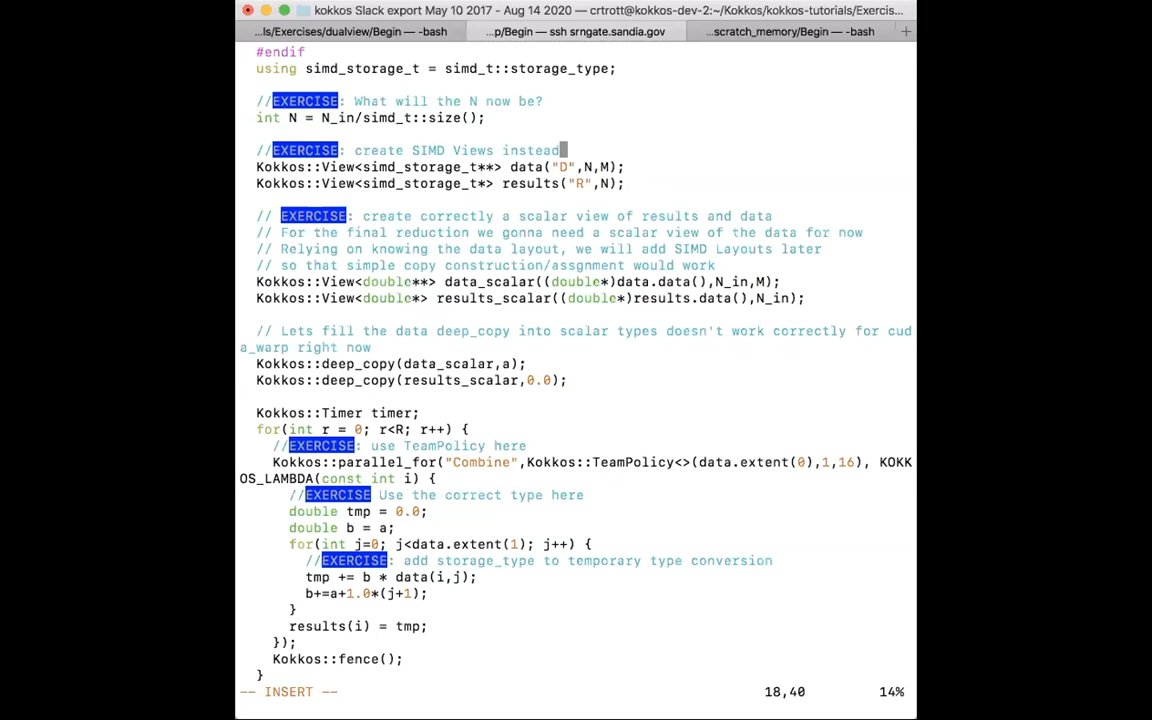 kokkos Slack export May 10 2017 - Aug 14 2020 — crtrott@kokkos-dev-2:~/Kokkos/kokkos-tutorials/Exercis...
...ls/Exercises/dualview/Begin — -bash
...p/Begin — ssh srngate.sandia.gov
...scratch_memory/Begin — -bash
+
#endif
using simd_storage_t = simd_t::storage_type;
//EXERCISE: What will the N now be?
int N = N_in/simd_t::size();
//EXERCISE: create SIMD Views instead
Kokkos::View<simd_storage_t**> data("D",N,M);
Kokkos::View<simd_storage_t*> results("R",N);
// EXERCISE: create correctly a scalar view of results and data
// For the final reduction we gonna need a scalar view of the data for now
// Relying on knowing the data layout, we will add SIMD Layouts later
// so that simple copy construction/assgnment would work
Kokkos::View<double**> data_scalar((double*)data.data(),N_in,M);
Kokkos::View<double*> results_scalar((double*)results.data(),N_in);
// Lets fill the data deep_copy into scalar types doesn't work correctly for cud
a_warp right now
Kokkos::deep_copy(data_scalar,a);
Kokkos::deep_copy(results_scalar,0.0);
Kokkos::Timer timer;
for(int r = 0; r<R; r++) {
//EXERCISE: use TeamPolicy here
Kokkos::parallel_for("Combine",Kokkos::TeamPolicy<>(data.extent(0),1,16), KOKK
OS_LAMBDA(const int i) {
//EXERCISE Use the correct type here
double tmp = 0.0;
double b = a;
for(int j=0; j<data.extent(1); j++) {
//EXERCISE: add storage_type to temporary type conversion
tmp += b * data(i,j);
b+=a+1.0*(j+1);
}
results(i) = tmp;
});
Kokkos::fence();
}
-- INSERT --
18,40
14%